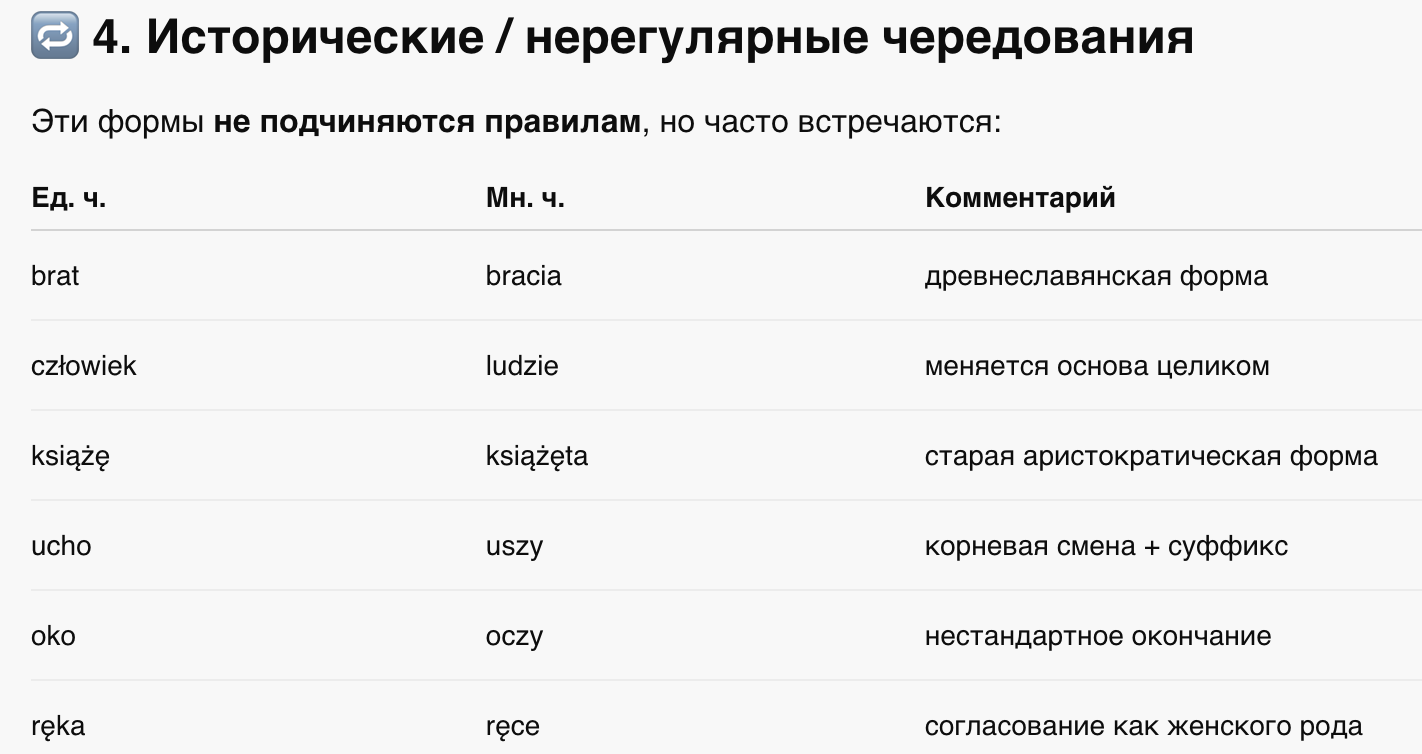 🔁 4. Исторические / нерегулярные чередования
Эти формы не подчиняются правилам, но часто встречаются:
Ед. ч. Мн. ч. Комментарий
brat bracia древнеславянская форма
człowiek ludzie меняется основа целиком
książę książęta старая аристократическая форма
ucho uszy корневая смена + суффикс
oko oczy нестандартное окончание
ręka ręce согласование как женского рода